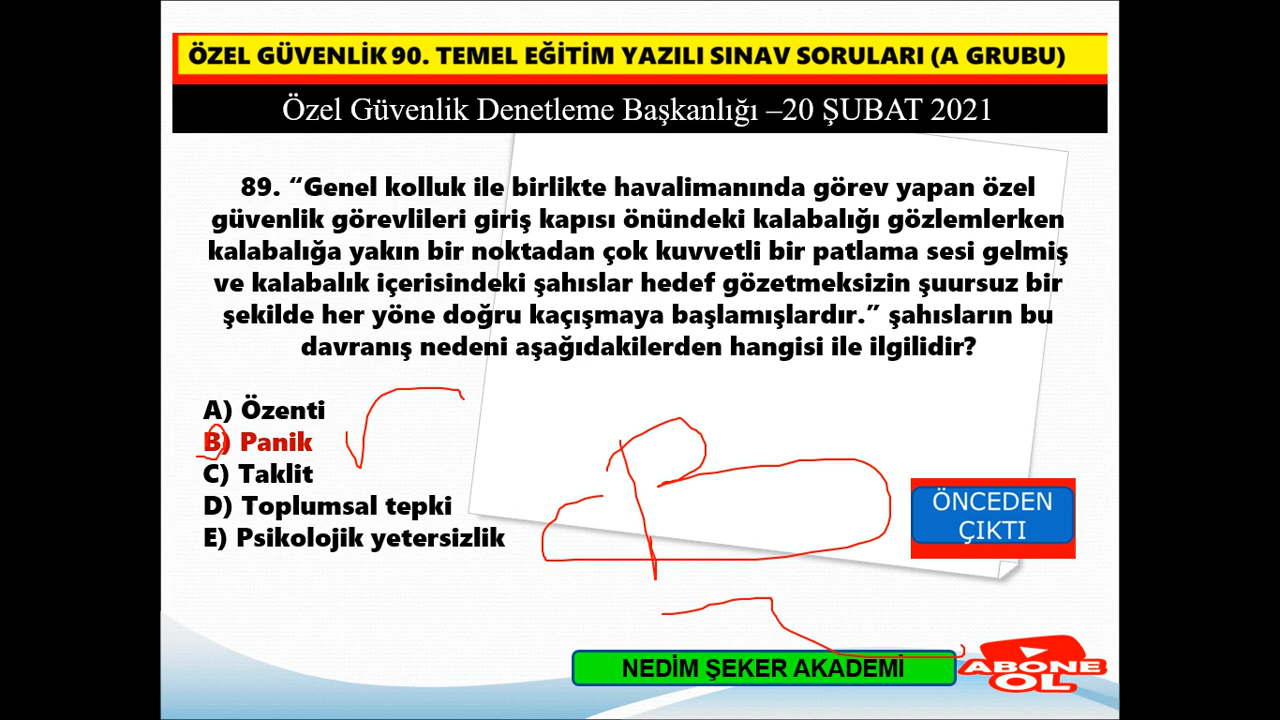 ÖZEL GÜVENLİK 90. TEMEL EĞİTİM YAZILI SINAV SORULARI (A GRUBU)
Özel Güvenlik Denetleme Başkanlığı –20 ŞUBAT 2021
89. “Genel kolluk ile birlikte havalimanında görev yapan özel
güvenlik görevlileri giriş kapısı önündeki kalabalığı gözlemlerken
kalabalığa yakın bir noktadan çok kuvvetli bir patlama sesi gelmiş
ve kalabalık içerisindeki şahıslar hedef gözetmeksizin şuursuz bir
şekilde her yöne doğru kaçışmaya başlamışlardır.” şahısların bu
davranış nedeni aşağıdakilerden hangisi ile ilgilidir?
A) Özenti
B) Panik
C) Taklit
D) Toplumsal tepki
E) Psikolojik yetersizlik
ÖNCEDEN
ÇIKTI
NEDİM ŞEKER AKADEMİ
ABONE
OL